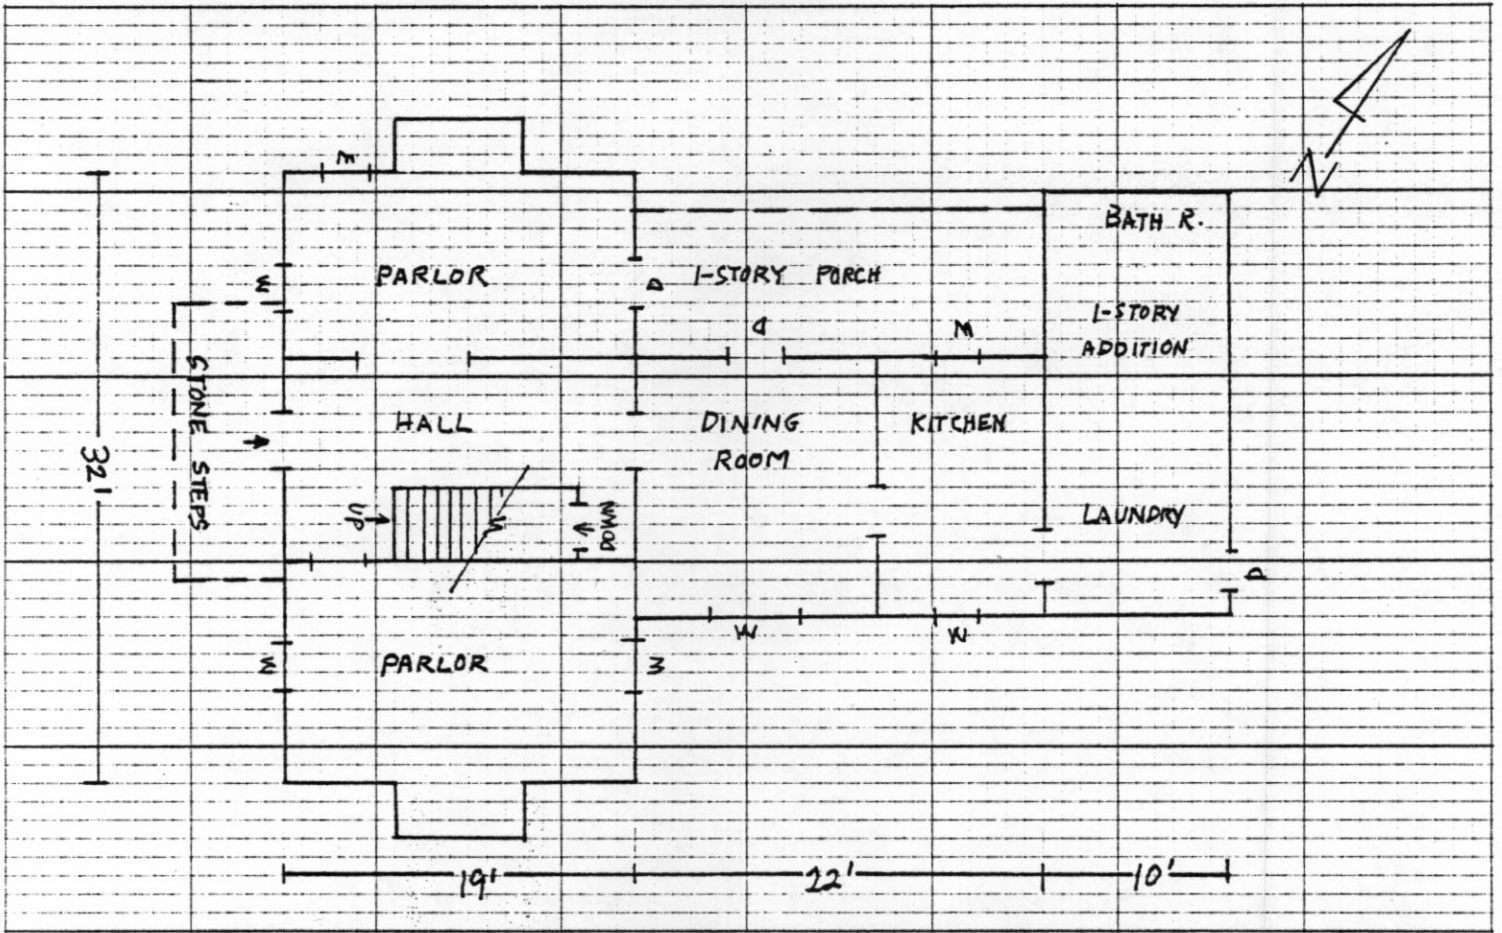 N
W
BATH R.
PARLOR
W
D
1-STORY PORCH
1-STORY
ADDITION
D
W
STONE STEPS
HALL
DINING
ROOM
KITCHEN
32'
UP
DOWN
LAUNDRY
D
W
W
W
PARLOR
W
19'
22'
10'